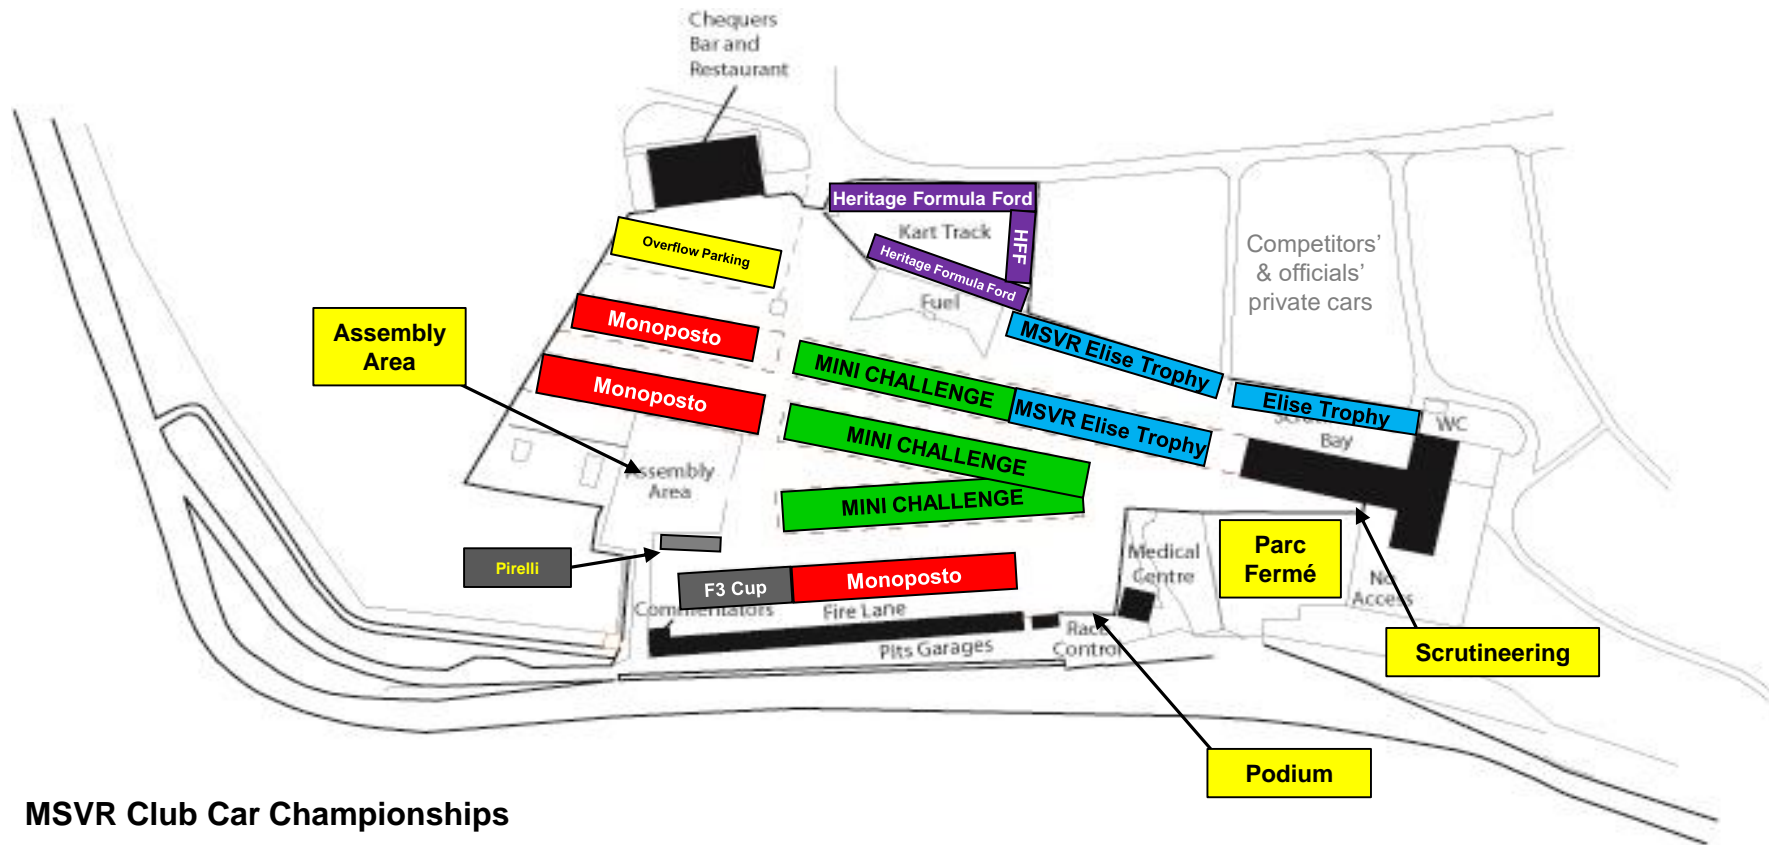 Chequers
Bar and
Restaurant
Heritage Formula Ford
Kart Track
HFF
Overflow Parking
Heritage Formula Ford
Fuel
Competitors'
& officials'
private cars
Assembly
Area
Monoposto
MSVR Elise Trophy
Monoposto
MINI CHALLENGE
MSVR Elise Trophy
Elise Trophy
Bay
WC
MINI CHALLENGE
Assembly
Area
MINI CHALLENGE
Pirelli
F3 Cup
Monoposto
Medical
Centre
Parc
Fermé
No
Access
Commentators
Fire Lane
Pits Garages
Race
Control
Scrutineering
Podium
MSVR Club Car Championships